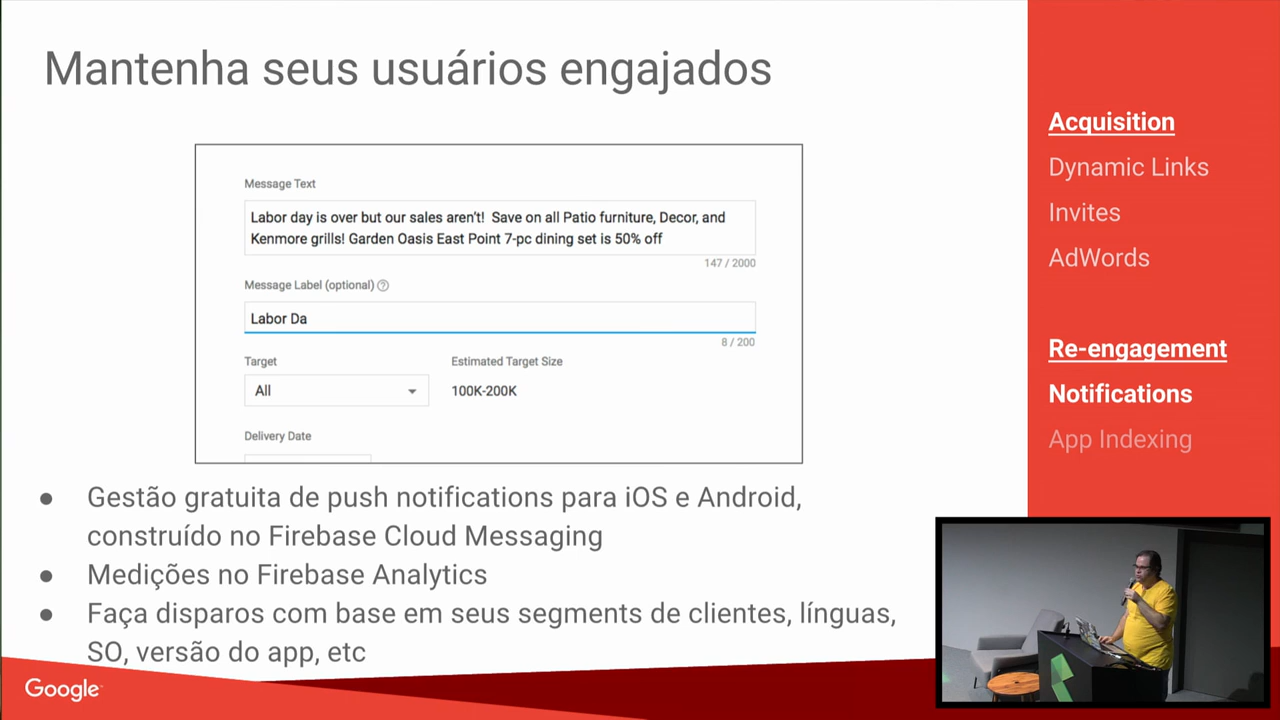 Mantenha seus usuários engajados
Message Text
Labor day is over but our sales aren't! Save on all Patio furniture, Decor, and
Kenmore grills! Garden Oasis East Point 7-pc dining set is 50% off
147 / 2000
Message Label (optional) ?
Labor Da
8 / 200
Target
Estimated Target Size
All
100K-200K
Delivery Date
● Gestão gratuita de push notifications para iOS e Android,
construído no Firebase Cloud Messaging
● Medições no Firebase Analytics
● Faça disparos com base em seus segments de clientes, línguas,
SO, versão do app, etc
Google
Acquisition
Dynamic Links
Invites
AdWords
Re-engagement
Notifications
App Indexing